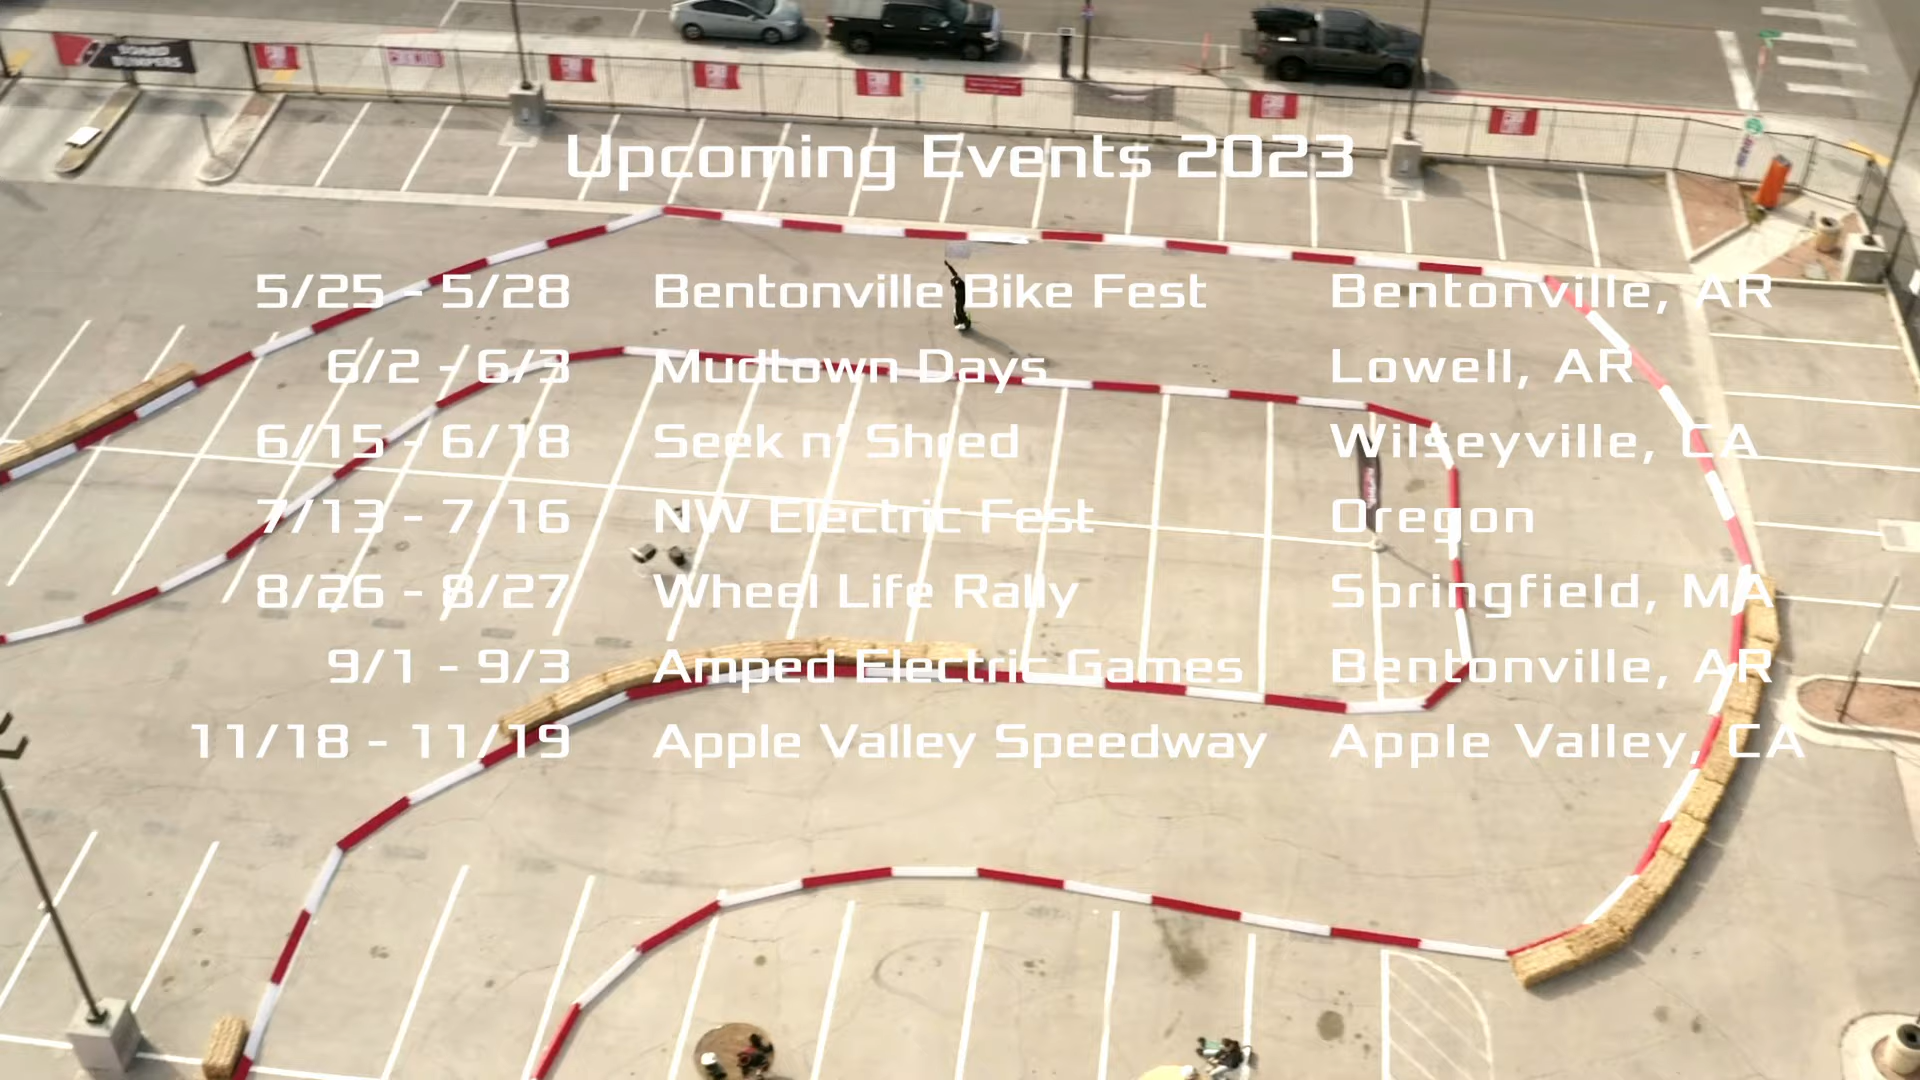 BOARD
BUMPERS
Upcoming Events 2023
5/25 - 5/28 Bentonville Bike Fest Bentonville, AR
6/2 - 6/3 Mudtown Days Lowell, AR
6/15 - 6/18 Seek n' Shred Wilseyville, CA
7/13 - 7/16 NW Electric Fest Oregon
8/26 - 8/27 Wheel Life Rally Springfield, MA
9/1 - 9/3 Amped Electric Games Bentonville, AR
11/18 - 11/19 Apple Valley Speedway Apple Valley, CA